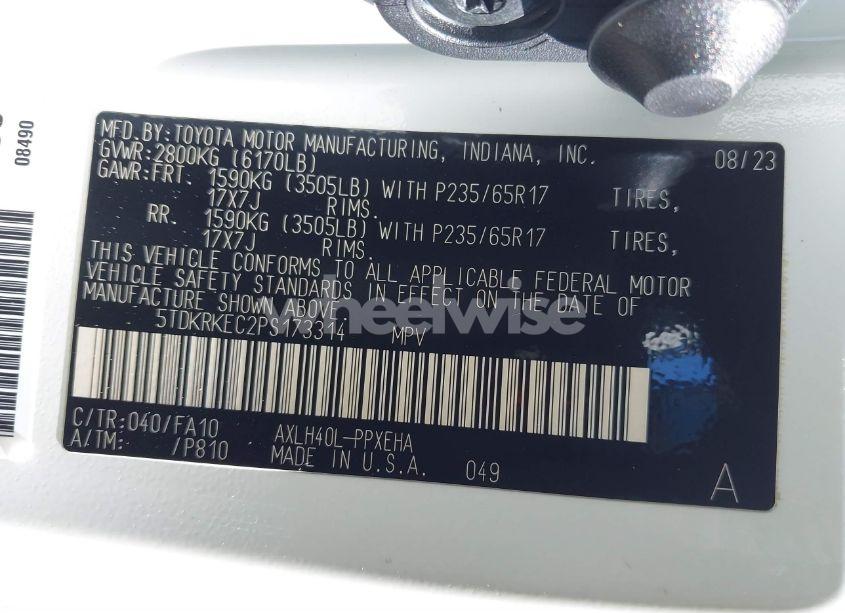 08490
MFD.BY:TOYOTA MOTOR MANUFACTURING, INDIANA, INC. 08/23
GVWR:2800KG (6170LB)
GAWR:FRT. 1590KG (3505LB) WITH P235/65R17 TIRES,
17X7J RIMS.
RR. 1590KG (3505LB) WITH P235/65R17 TIRES,
17X7J RIMS.
THIS VEHICLE CONFORMS TO ALL APPLICABLE FEDERAL MOTOR
VEHICLE SAFETY STANDARDS IN EFFECT ON THE DATE OF
MANUFACTURE SHOWN ABOVE.
wheelwise
5TDKRKEC2PS173314 MPV
C/TR:040/FA10 AXLH40L-PPXEHA
A/TM: /P810 MADE IN U.S.A. 049 A